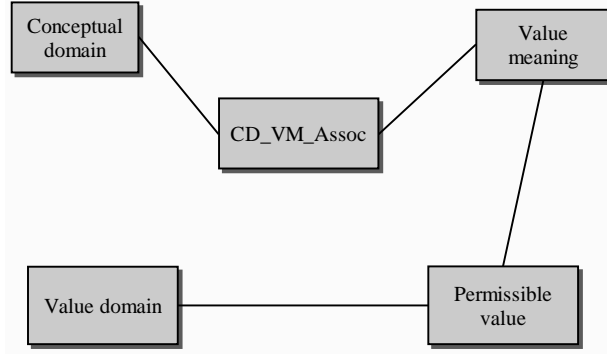 Conceptual
domain
Value
meaning
CD_VM_Assoc
Value domain
Permissible
value